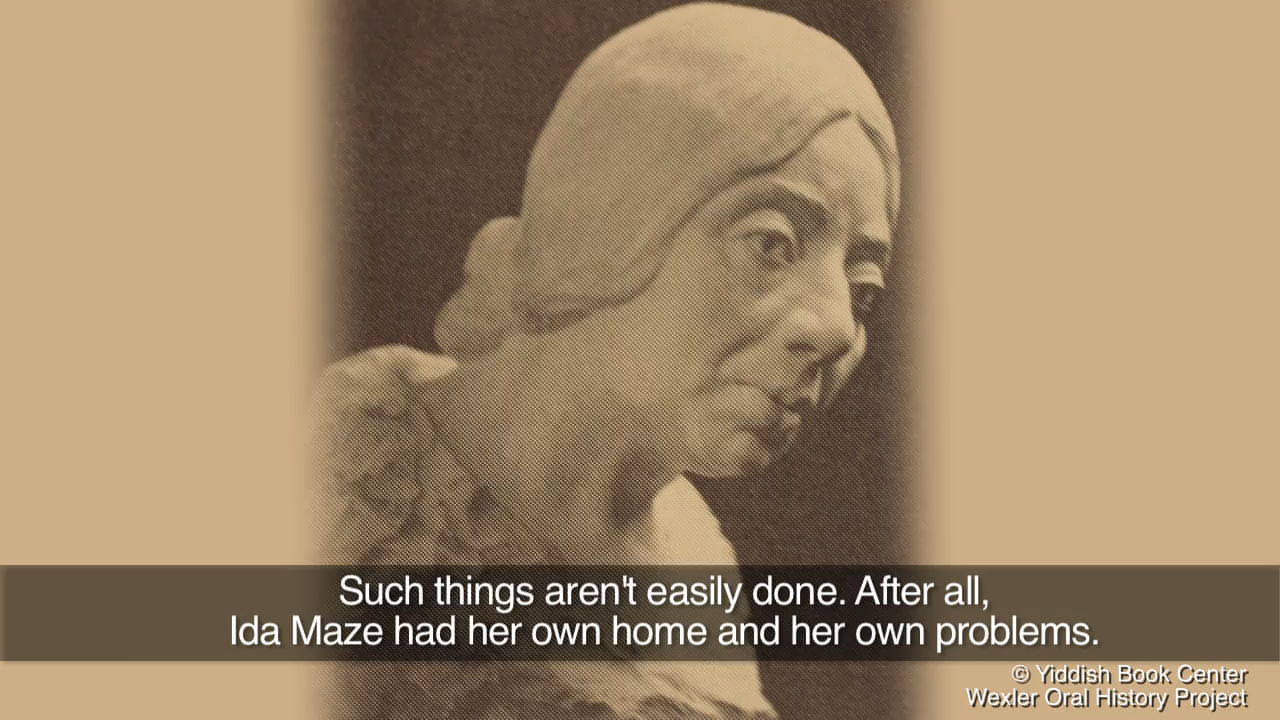 Such things aren't easily done. After all,
Ida Maze had her own home and her own problems.
© Yiddish Book Center
Wexler Oral History Project